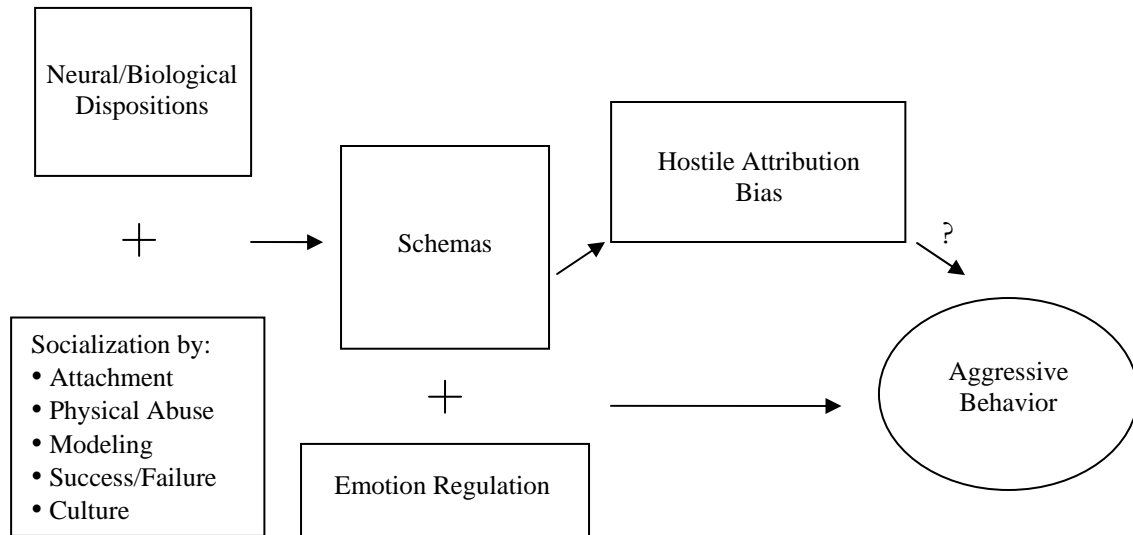 Neural/Biological
Dispositions
+
Socialization by:
• Attachment
• Physical Abuse
• Modeling
• Success/Failure
• Culture
Schemas
+
Emotion Regulation
Hostile Attribution
Bias
?
Aggressive
Behavior